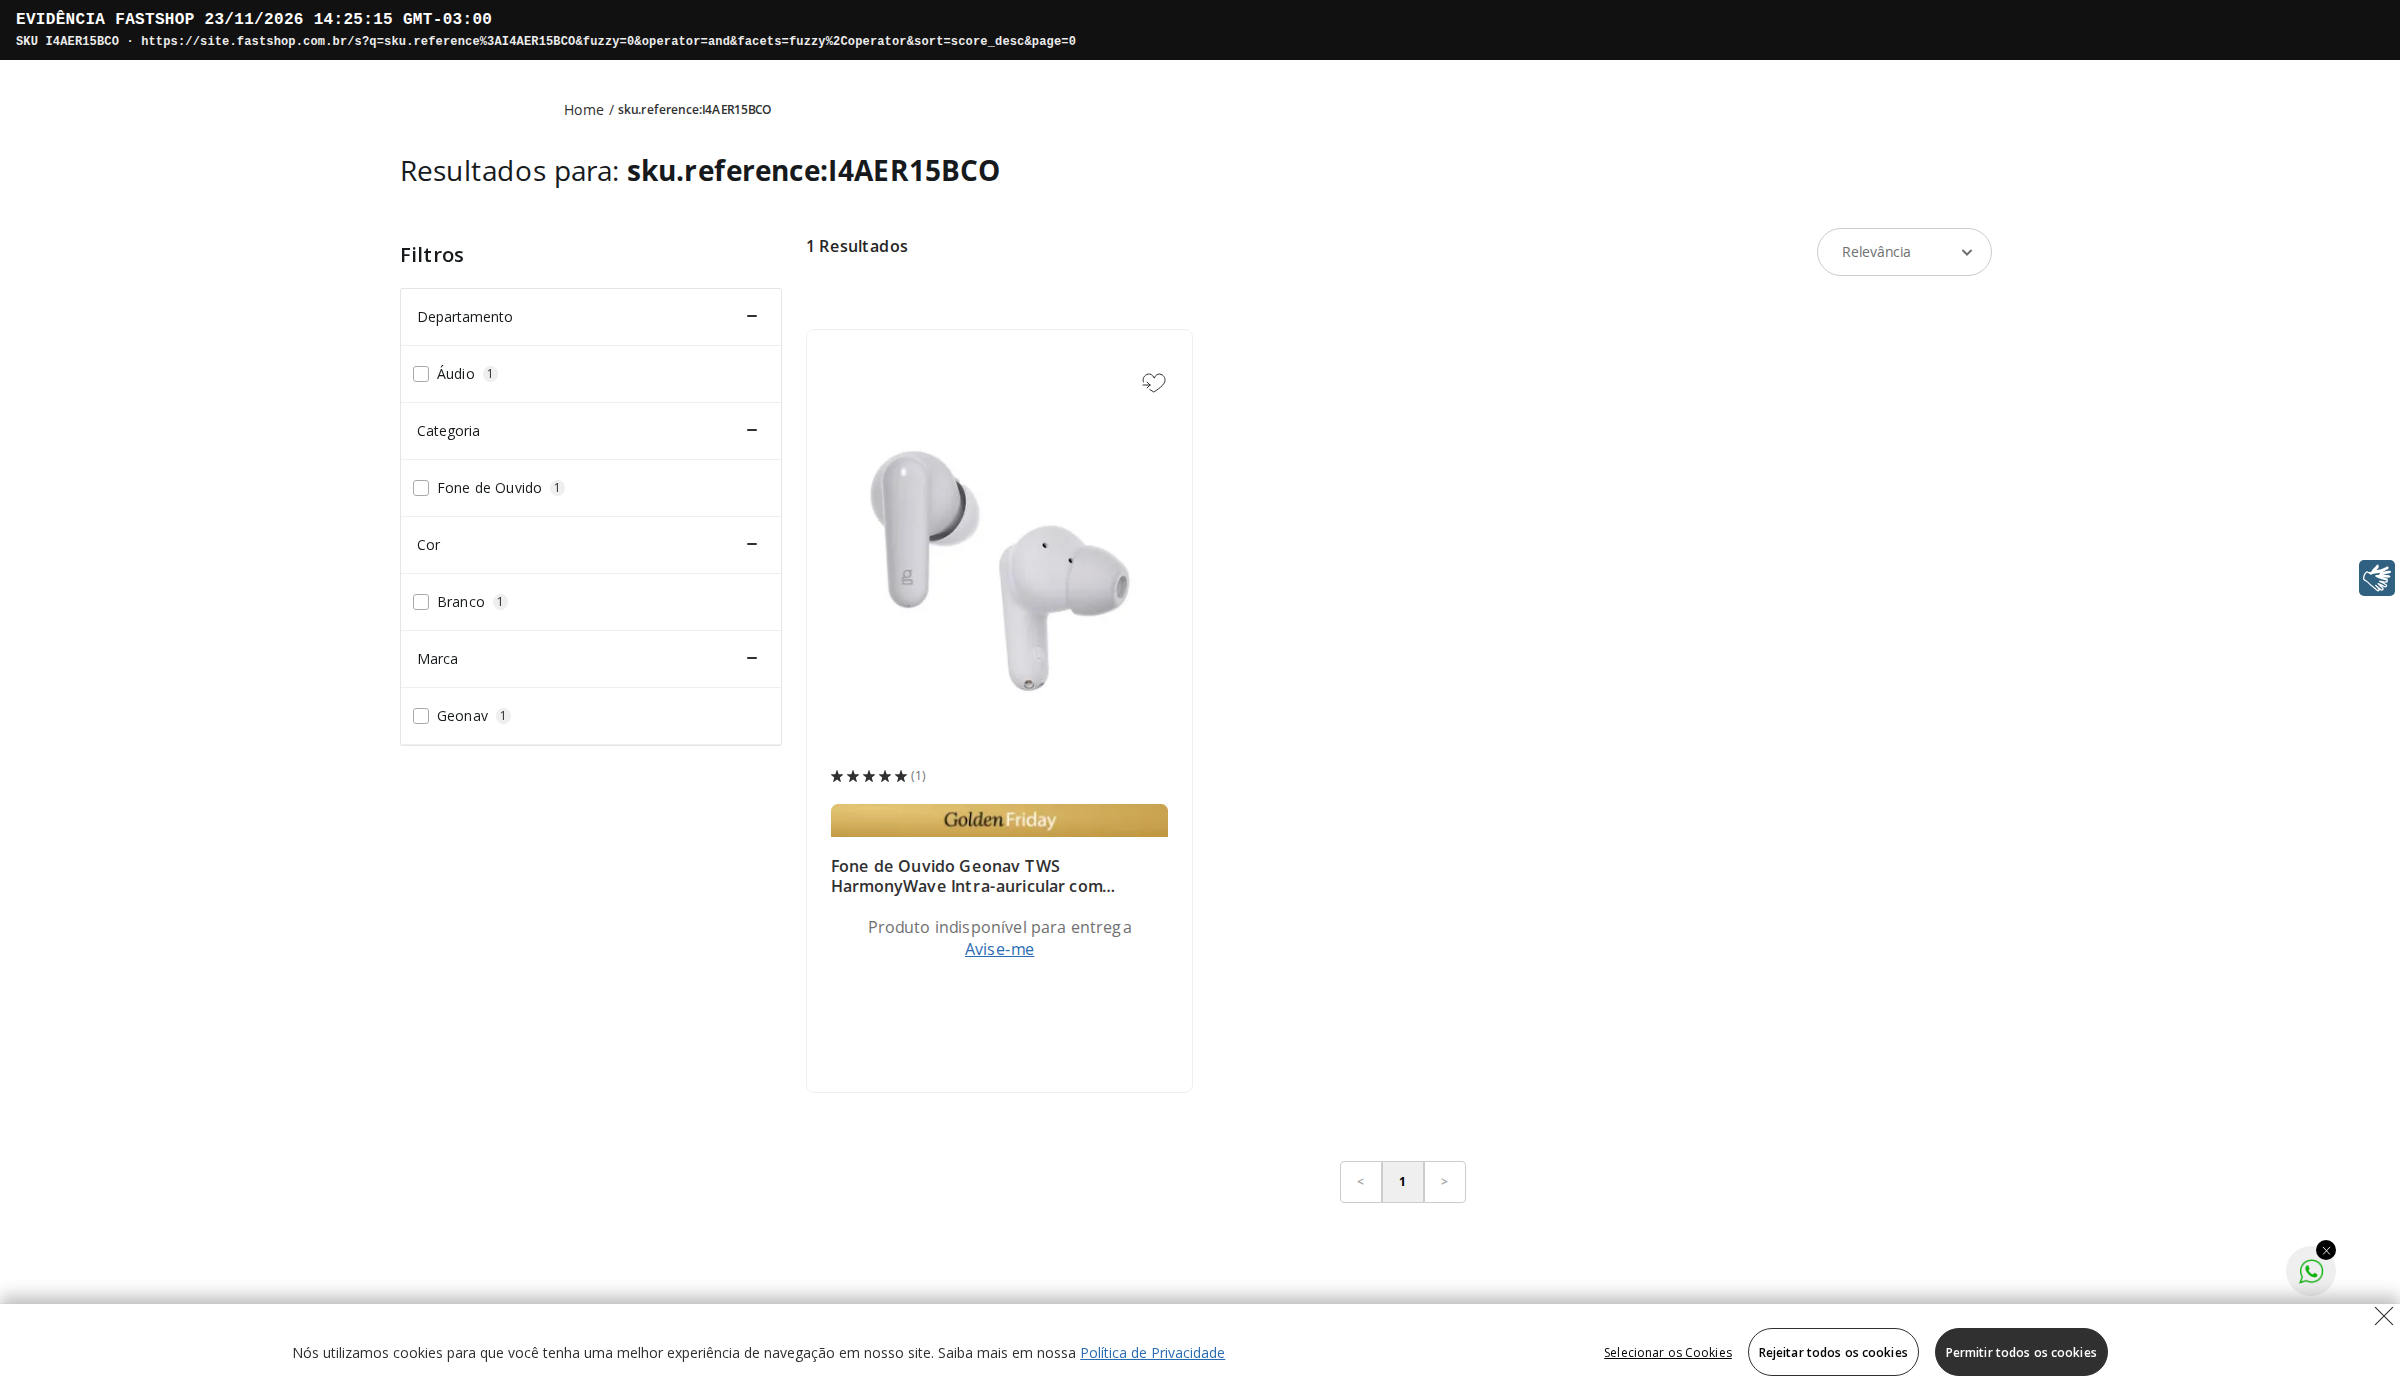 EVIDÊNCIA FASTSHOP 23/11/2026 14:25:15 GMT-03:00
SKU I4AER15BCO · https://site.fastshop.com.br/s?q=sku.reference%3AI4AER15BCO&fuzzy=0&operator=and&facets=fuzzy%2Coperator&sort=score_desc&page=0
Home / sku.reference:I4AER15BCO
Resultados para: sku.reference:I4AER15BCO
Filtros
1 Resultados
Relevância
Departamento
Áudio 1
Categoria
Fone de Ouvido 1
Cor
Branco 1
Marca
Geonav 1
g
(1)
Golden Friday
Fone de Ouvido Geonav TWS
HarmonyWave Intra-auricular com...
Produto indisponível para entrega
Avise-me
< 1 >
Nós utilizamos cookies para que você tenha uma melhor experiência de navegação em nosso site. Saiba mais em nossa Política de Privacidade
Selecionar os Cookies
Rejeitar todos os cookies
Permitir todos os cookies